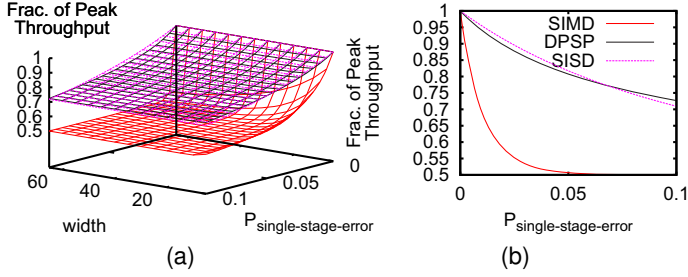 Frac. of Peak
Throughput
1
0.9
0.8
0.7
0.6
0.5
60
40
20
width
0.1
0.05
0
P single-stage-error
Frac. of Peak
Throughput
(a)
1
0.95
0.9
0.85
0.8
0.75
0.7
0.65
0.6
0.55
0.5
0
0.05
0.1
SIMD
DPSP
SISD
P single-stage-error
(b)